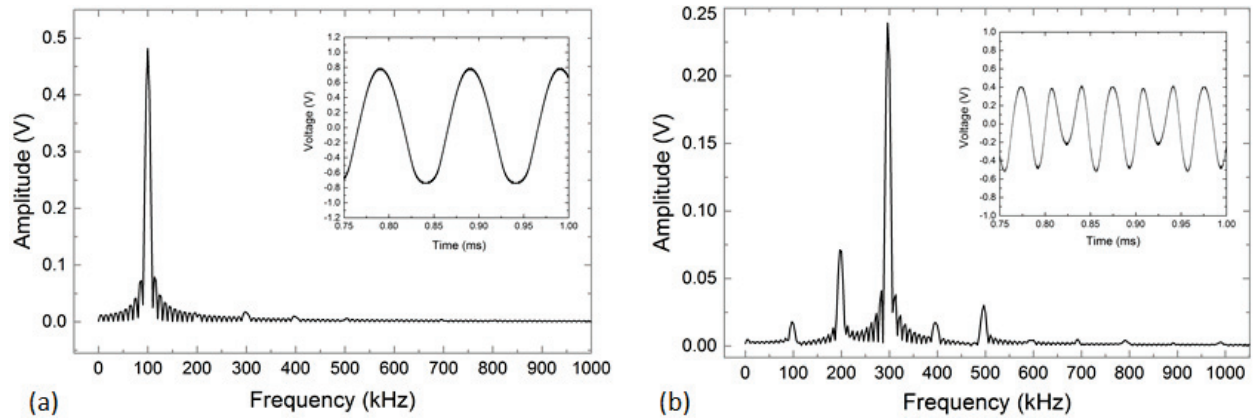 0.5
0.4
0.3
0.2
0.1
0.0
Amplitude (V)
0 100 200 300 400 500 600 700 800 900 1000
Frequency (kHz)
1.2
1.0
0.8
0.6
0.4
0.2
0.0
-0.2
-0.4
-0.6
-0.8
-1.0
-1.2
Voltage (V)
0.75 0.80 0.85 0.90 0.95 1.00
Time (ms)
(a)
0.25
0.20
0.15
0.10
0.05
0.00
Amplitude (V)
0 100 200 300 400 500 600 700 800 900 1000
Frequency (kHz)
1.0
0.8
0.6
0.4
0.2
0.0
-0.2
-0.4
-0.6
-0.8
-1.0
Voltage (V)
0.75 0.80 0.85 0.90 0.95 1.00
Time (ms)
(b)